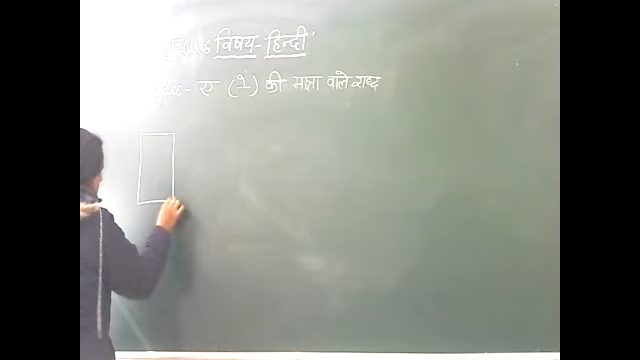 विषय - हिन्दी
ए (े) की मात्रा वाले शब्द